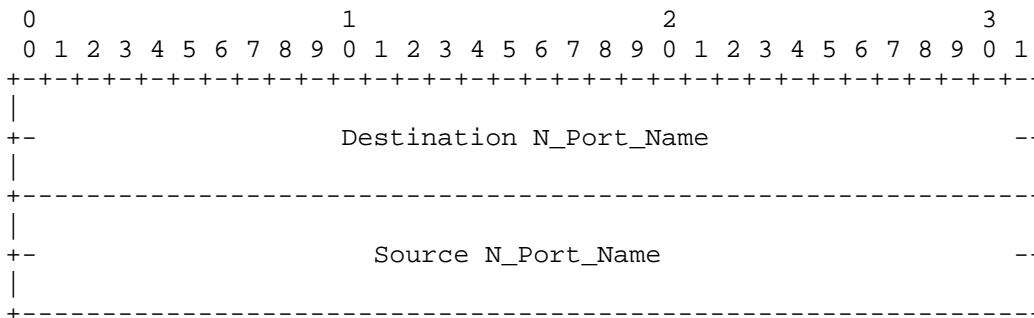 0                   1                   2                   3
 0 1 2 3 4 5 6 7 8 9 0 1 2 3 4 5 6 7 8 9 0 1 2 3 4 5 6 7 8 9 0 1
+-+-+-+-+-+-+-+-+-+-+-+-+-+-+-+-+-+-+-+-+-+-+-+-+-+-+-+-+-+-+-+-
|
+-                   Destination N_Port_Name                   -
|
+---------------------------------------------------------------
|
+-                     Source N_Port_Name                      -
|
+---------------------------------------------------------------